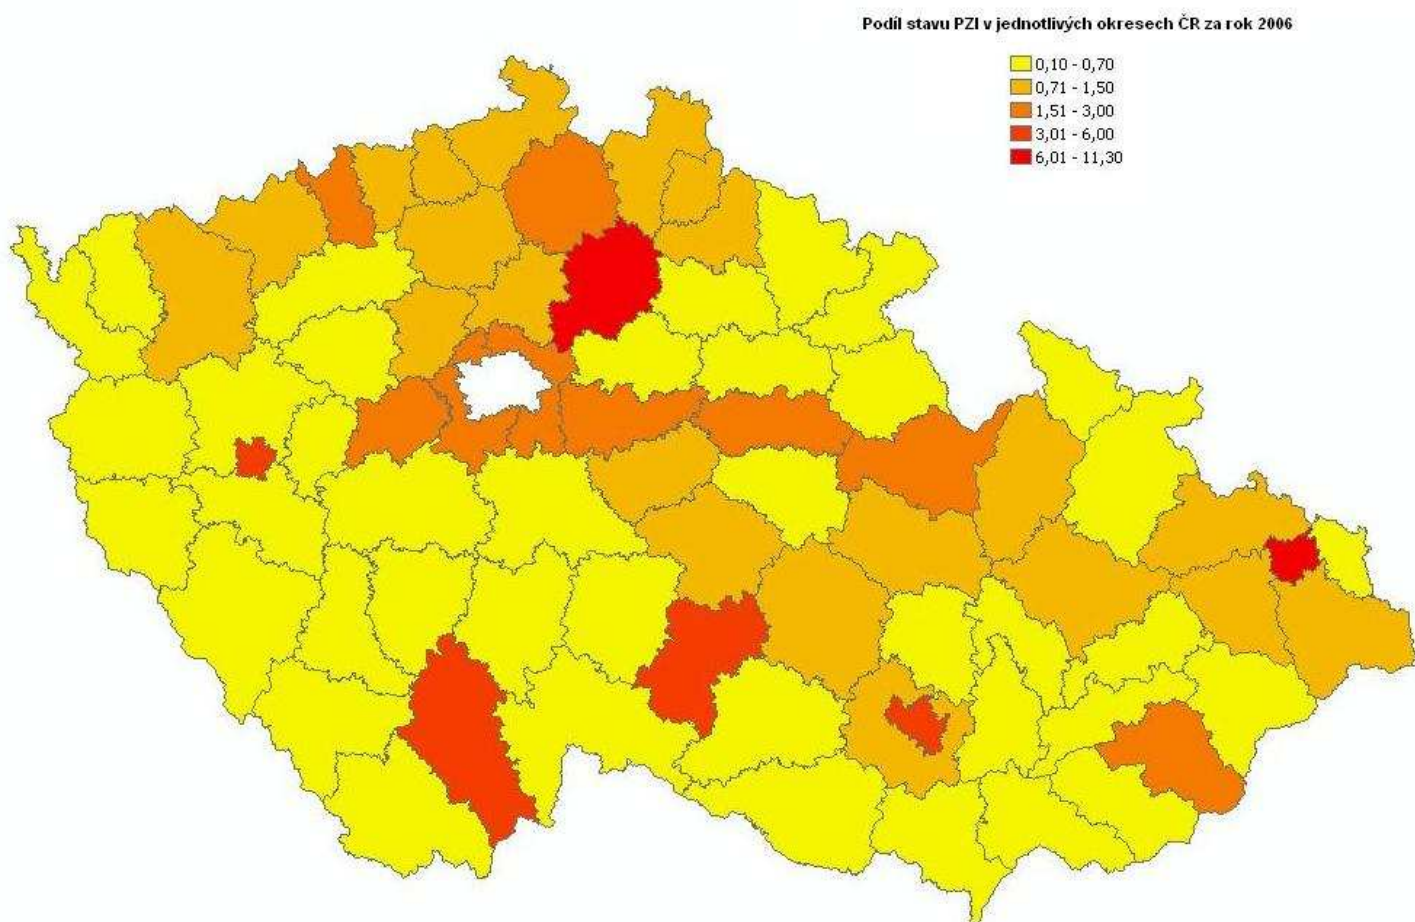 Podíl stavu PZI v jednotlivých okresech ČR za rok 2006
0,10 - 0,70
0,71 - 1,50
1,51 - 3,00
3,01 - 6,00
6,01 - 11,30